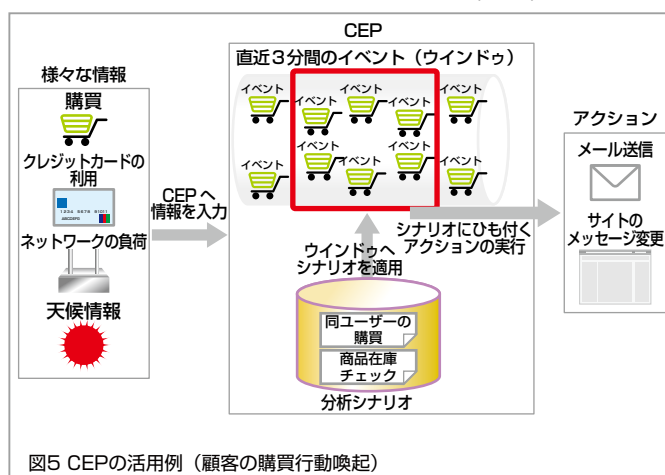 CEP
直近3分間のイベント（ウインドゥ）
様々な情報
購買
クレジットカードの
利用
1234 5678 91011
ABCDEFG
ネットワークの負荷
天候情報
CEPへ
情報を入力
イベント
イベント
イベント
イベント
イベント
イベント
イベント
イベント
イベント
イベント
ウインドゥへ
シナリオを適用
シナリオにひも付く
アクションの実行
同ユーザーの
購買
商品在庫
チェック
分析シナリオ
アクション
メール送信
サイトの
メッセージ変更
図5 CEPの活用例（顧客の購買行動喚起）